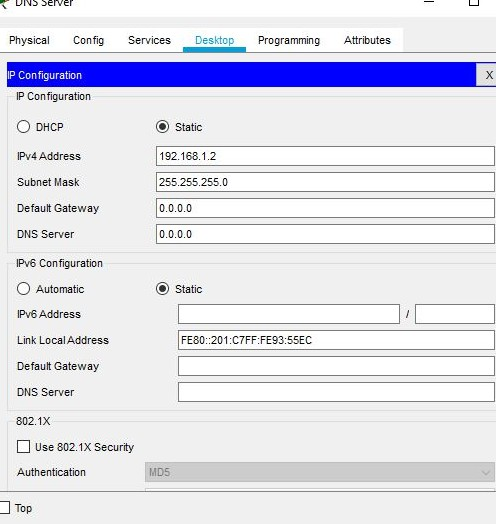 DNS Server
Physical Config Services Desktop Programming Attributes
IP Configuration X
IP Configuration
DHCP Static
IPv4 Address 192.168.1.2
Subnet Mask 255.255.255.0
Default Gateway 0.0.0.0
DNS Server 0.0.0.0
IPv6 Configuration
Automatic Static
IPv6 Address /
Link Local Address FE80::201:C7FF:FE93:55EC
Default Gateway
DNS Server
802.1X
Use 802.1X Security
Authentication MD5
Top